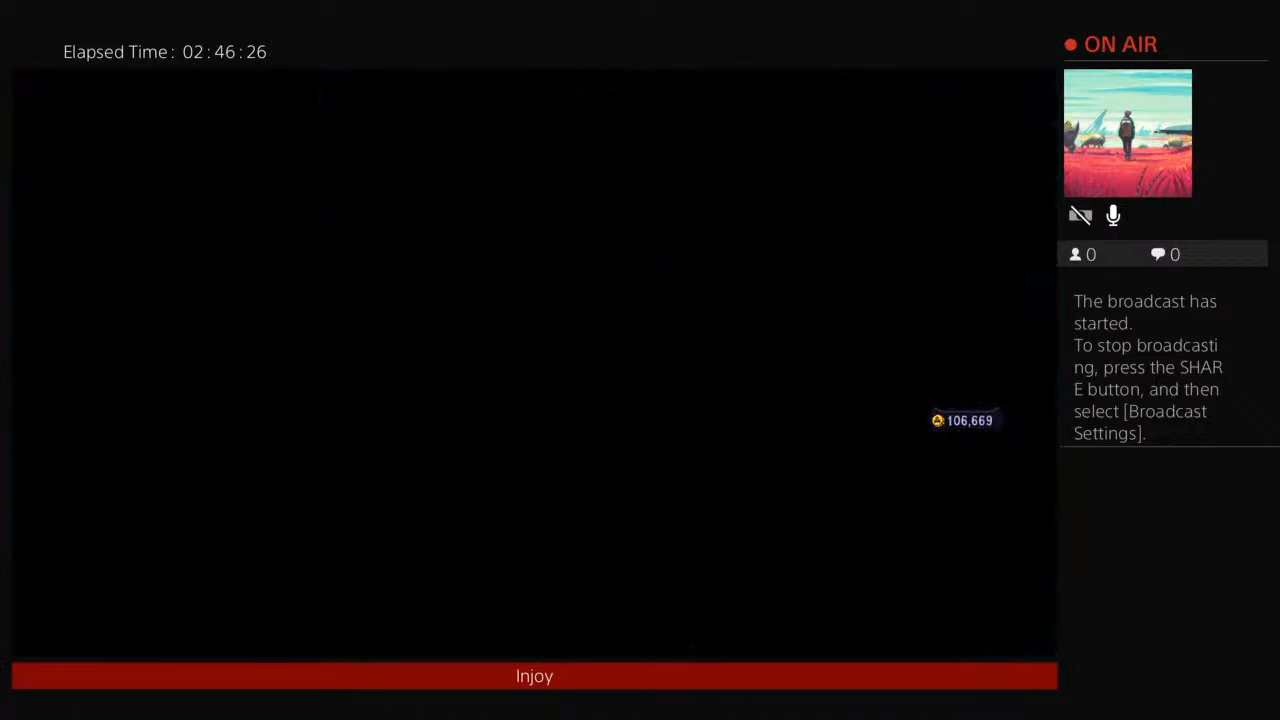 Elapsed Time: 02:46:26
ON AIR
0 0
The broadcast has
started.
To stop broadcasti
ng, press the SHAR
E button, and then
select [Broadcast
Settings].
106,669
Injoy